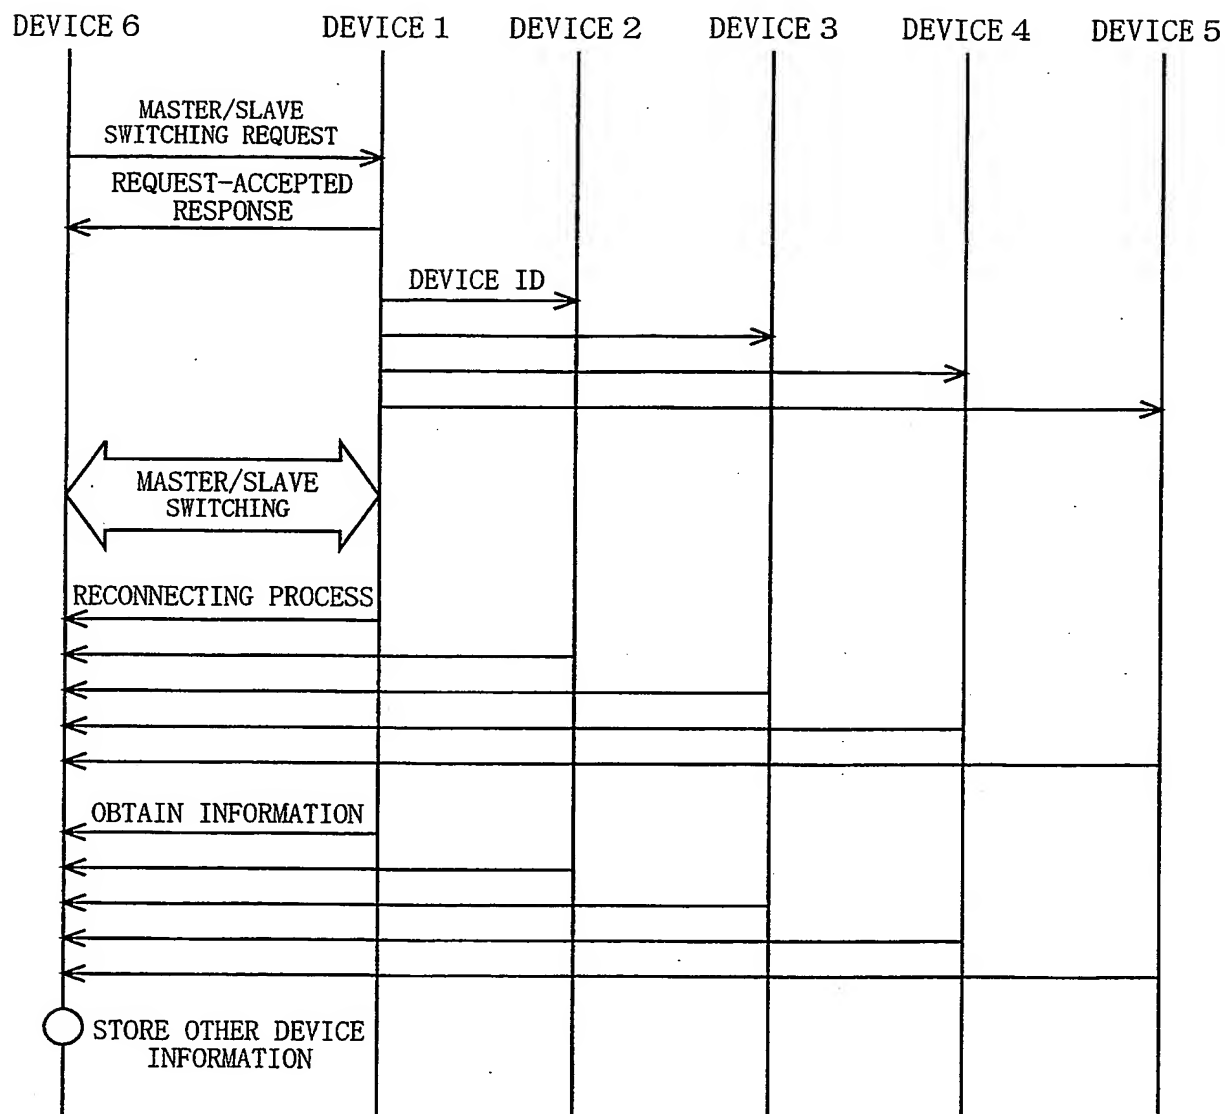 DEVICE 6 DEVICE 1 DEVICE 2 DEVICE 3 DEVICE 4 DEVICE 5
MASTER/SLAVE
SWITCHING REQUEST
REQUEST-ACCEPTED
RESPONSE
DEVICE ID
MASTER/SLAVE
SWITCHING
RECONNECTING PROCESS
OBTAIN INFORMATION
STORE OTHER DEVICE
INFORMATION